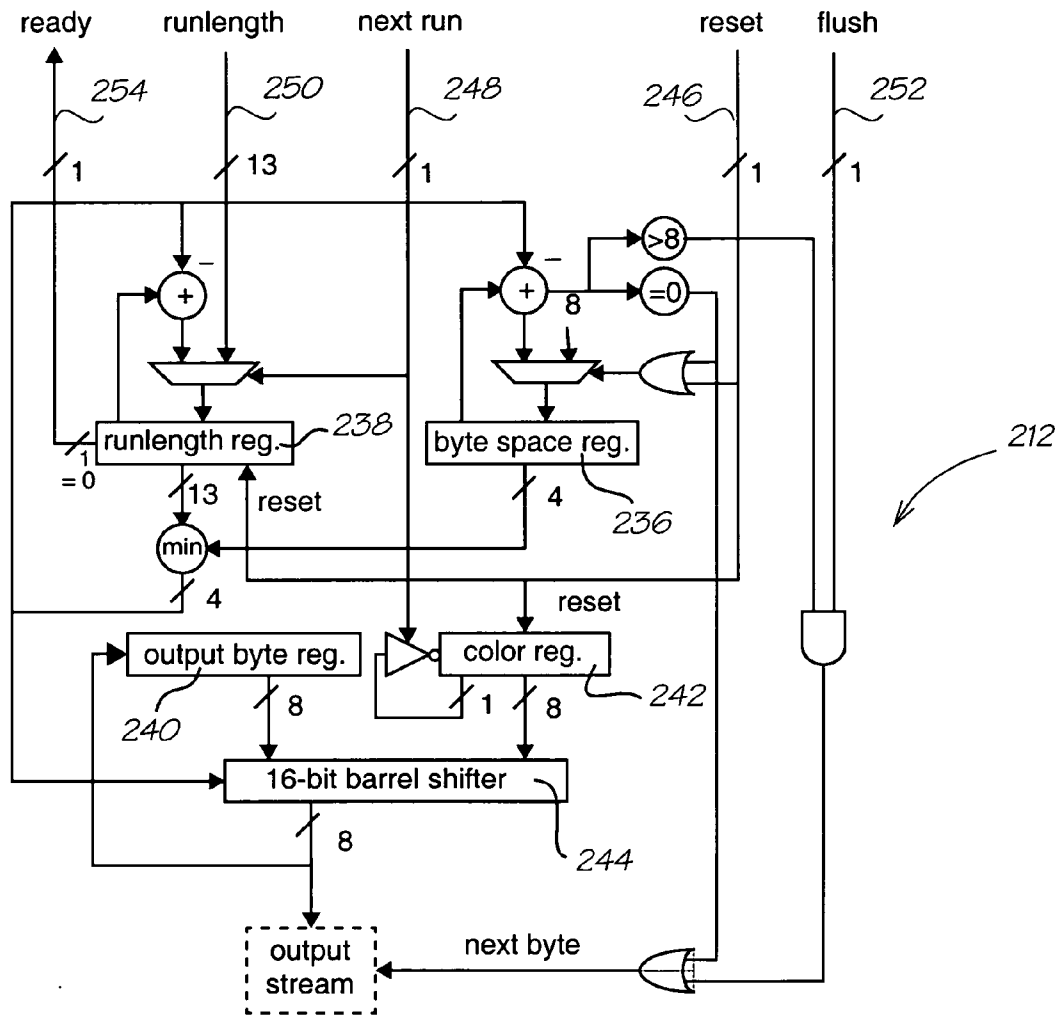 ready runlength next run reset flush
254 250 248 246 252
1 13 1 1 1
− − >8
+ + =0
8
runlength reg. 238 byte space reg. 212
1
= 0
13 reset 4 236
min
4 reset
output byte reg. color reg.
240 8 1 8 242
16-bit barrel shifter
8 244
next byte
output
stream